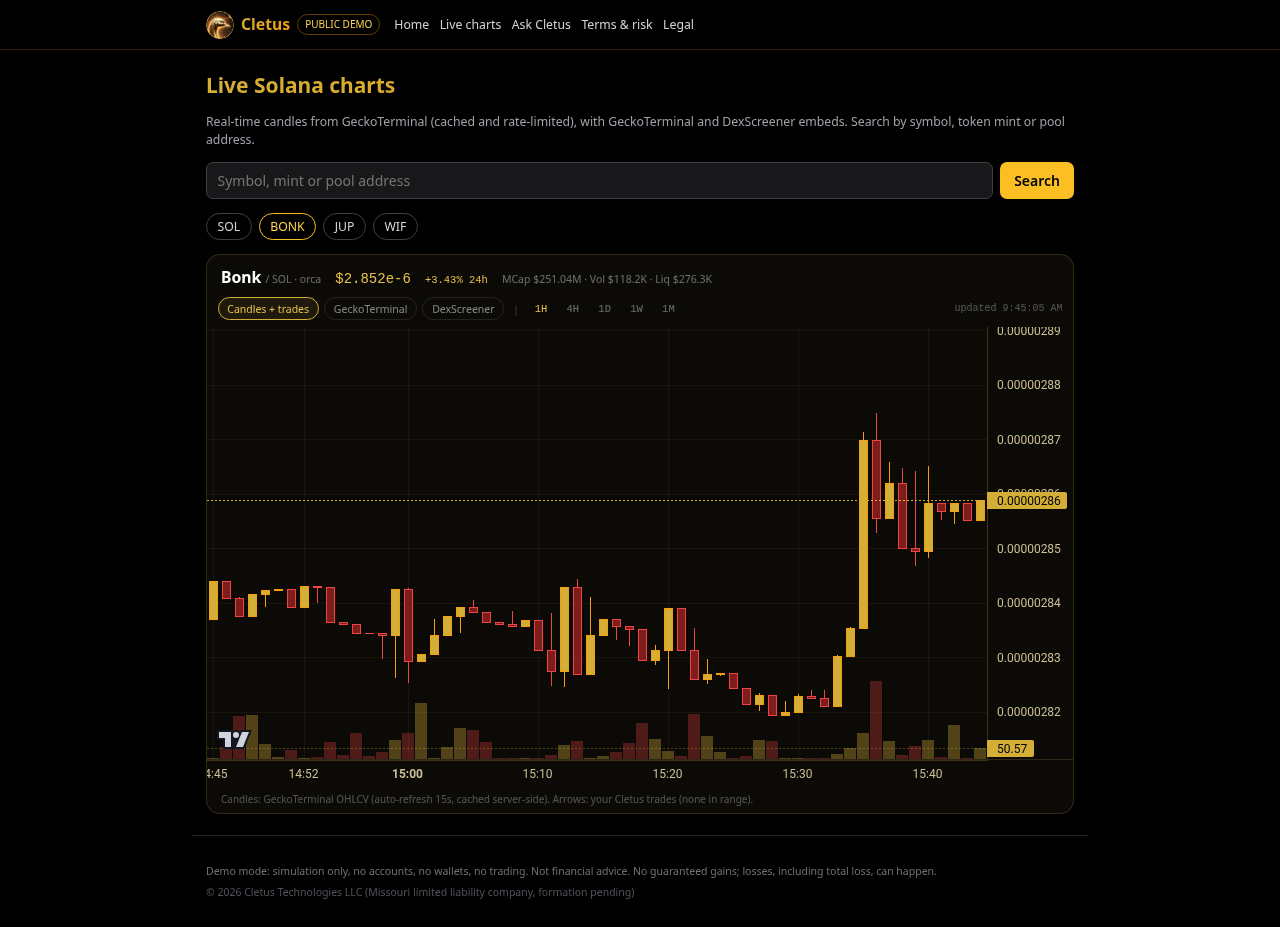 Cletus PUBLIC DEMO Home Live charts Ask Cletus Terms & risk Legal
Live Solana charts
Real-time candles from GeckoTerminal (cached and rate-limited), with GeckoTerminal and DexScreener embeds. Search by symbol, token mint or pool
address.
Symbol, mint or pool address Search
SOL BONK JUP WIF
Bonk / SOL · orca $2.852e-6 +3.43% 24h MCap $251.04M · Vol $118.2K · Liq $276.3K
Candles + trades GeckoTerminal DexScreener | 1H 4H 1D 1W 1M updated 9:45:05 AM
0.00000289
0.00000288
0.00000287
0.00000286
0.00000286
0.00000285
0.00000284
0.00000283
0.00000282
50.57
4:45 14:52 15:00 15:10 15:20 15:30 15:40
Candles: GeckoTerminal OHLCV (auto-refresh 15s, cached server-side). Arrows: your Cletus trades (none in range).
Demo mode: simulation only, no accounts, no wallets, no trading. Not financial advice. No guaranteed gains; losses, including total loss, can happen.
© 2026 Cletus Technologies LLC (Missouri limited liability company, formation pending)